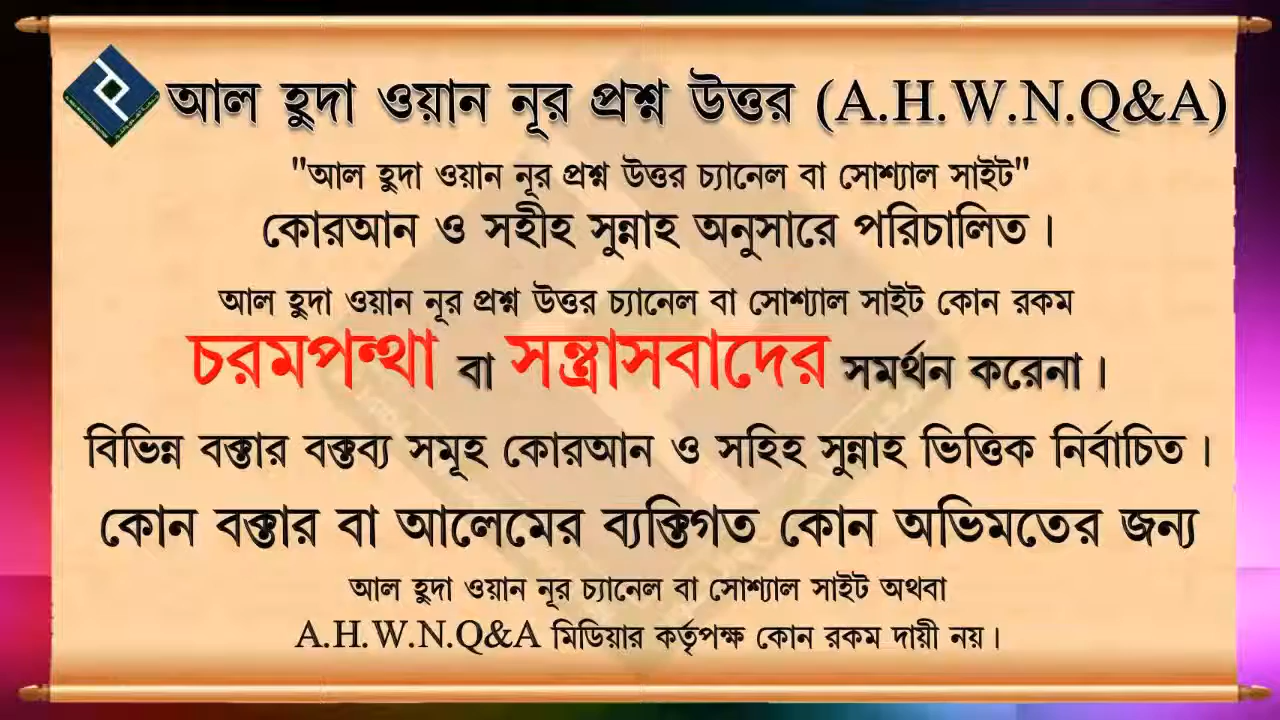 আল হুদা ওয়ান নূর প্রশ্ন উত্তর (A.H.W.N.Q&A)
"আল হুদা ওয়ান নূর প্রশ্ন উত্তর চ্যানেল বা সোশ্যাল সাইট"
কোরআন ও সহীহ সুন্নাহ অনুসারে পরিচালিত।
আল হুদা ওয়ান নূর প্রশ্ন উত্তর চ্যানেল বা সোশ্যাল সাইট কোন রকম
চরমপন্থা বা সন্ত্রাসবাদের সমর্থন করেনা।
বিভিন্ন বক্তার বক্তব্য সমূহ কোরআন ও সহিহ সুন্নাহ ভিত্তিক নির্বাচিত।
কোন বক্তার বা আলেমের ব্যক্তিগত কোন অভিমতের জন্য
আল হুদা ওয়ান নূর চ্যানেল বা সোশ্যাল সাইট অথবা
A.H.W.N.Q&A মিডিয়ার কর্তৃপক্ষ কোন রকম দায়ী নয়।